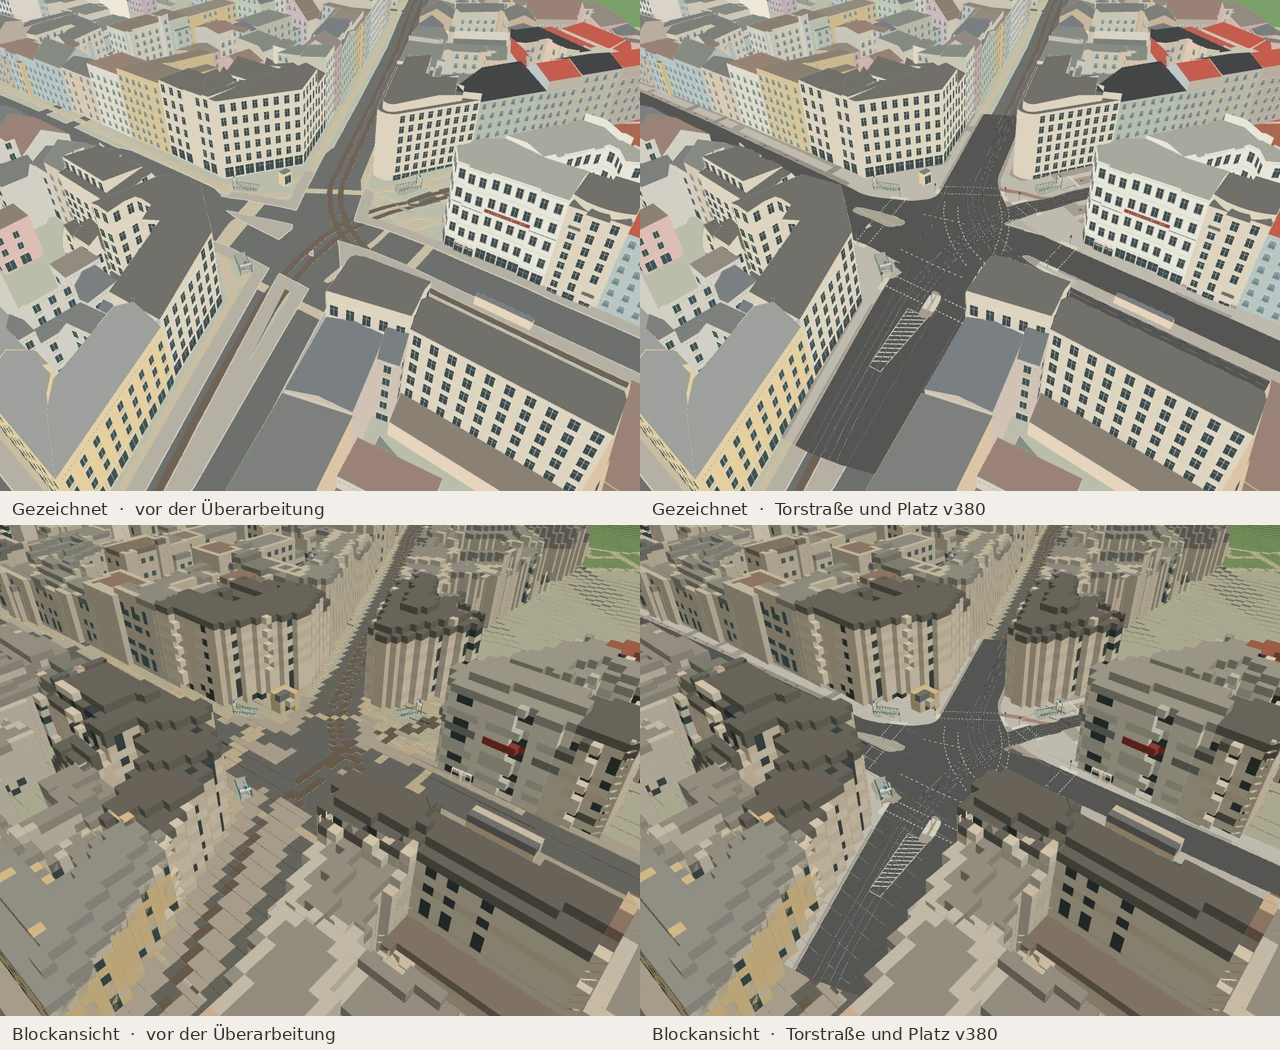 Gezeichnet · vor der Überarbeitung
Gezeichnet · Torstraße und Platz v380
Blockansicht · vor der Überarbeitung
Blockansicht · Torstraße und Platz v380